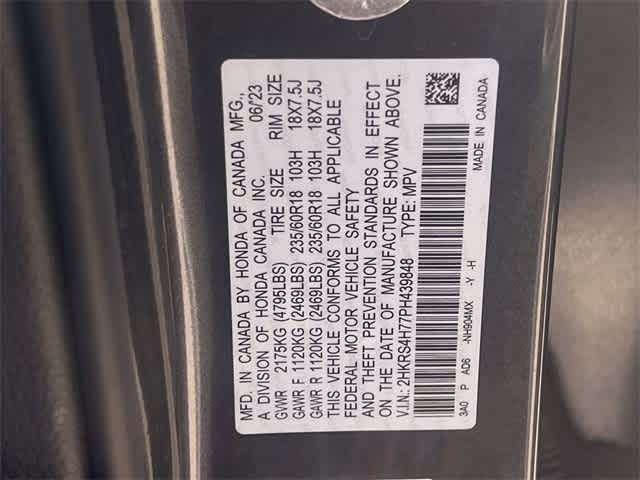 MFD. IN CANADA BY HONDA OF CANADA MFG.,
A DIVISION OF HONDA CANADA INC. 06/23
GVWR 2175KG (4795LBS) TIRE SIZE RIM SIZE
GAWR F 1120KG (2469LBS) 235/60R18 103H 18X7.5J
GAWR R 1120KG (2469LBS) 235/60R18 103H 18X7.5J
THIS VEHICLE CONFORMS TO ALL APPLICABLE
FEDERAL MOTOR VEHICLE SAFETY
AND THEFT PREVENTION STANDARDS IN EFFECT
ON THE DATE OF MANUFACTURE SHOWN ABOVE.
V.I.N.: 2HKRS4H77PH439848 TYPE: MPV
3A0 P AD6 -NH904MX -Y -H
MADE IN CANADA